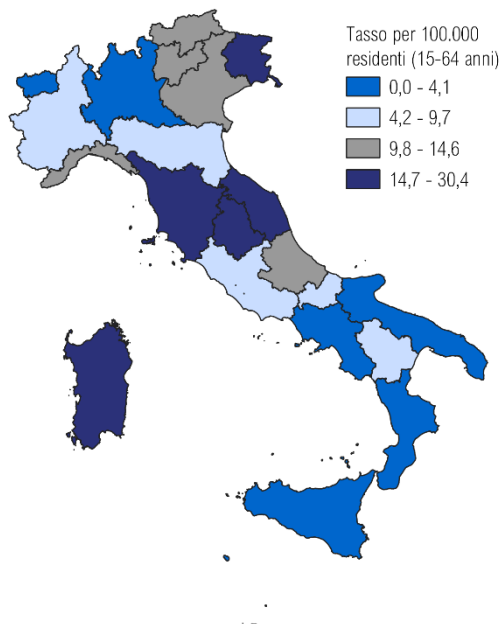 Tasso per 100.000
residenti (15-64 anni)
0,0 - 4,1
4,2 - 9,7
9,8 - 14,6
14,7 - 30,4